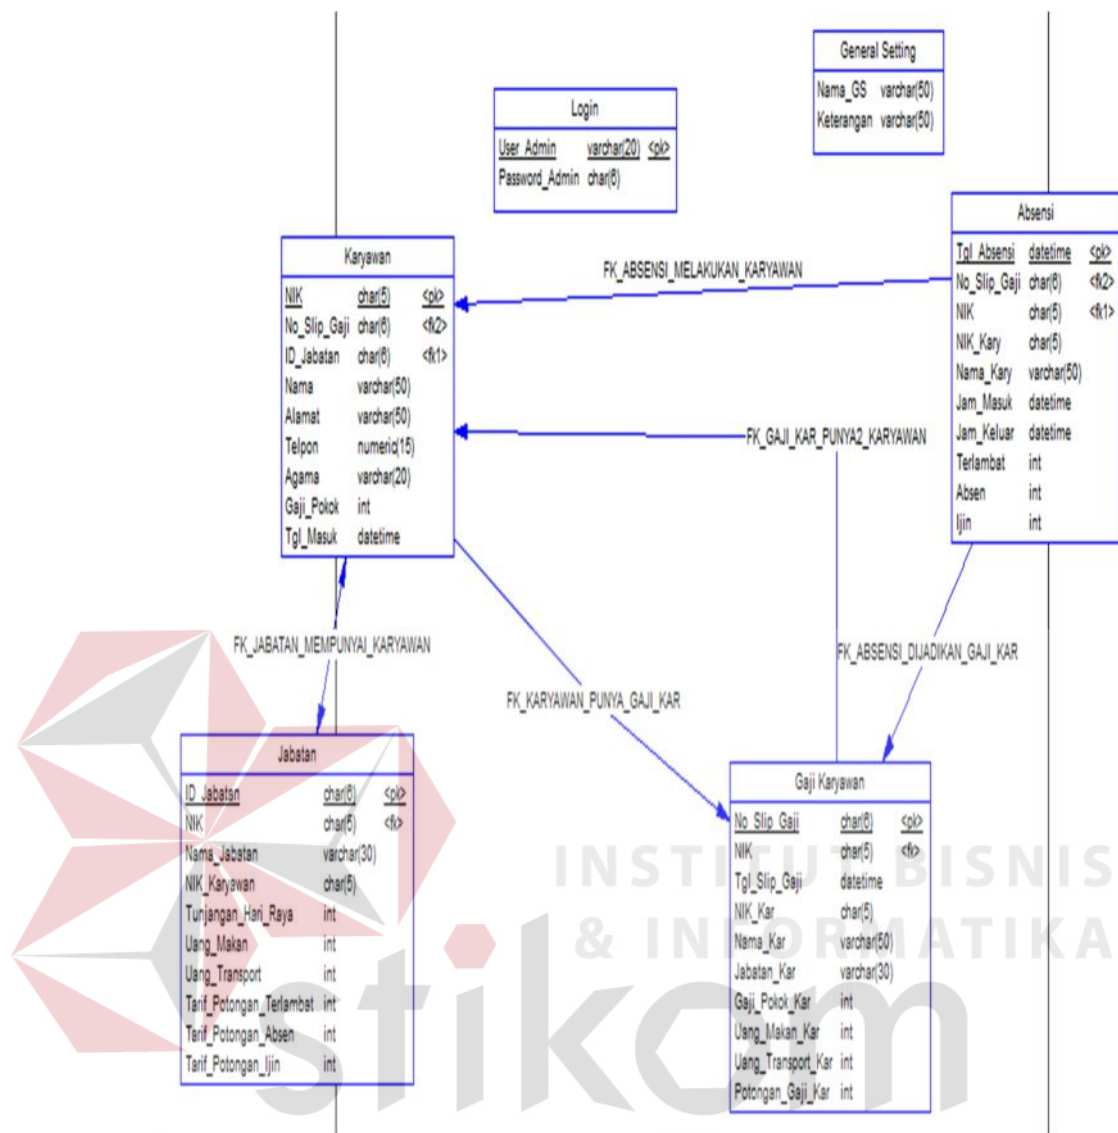 General Setting
Nama_GS varchar(50)
Keterangan varchar(50)
Login
User_Admin varchar(20) <pk>
Password_Admin char(6)
Absensi
Tgl_Absensi datetime <pk>
No_Slip_Gaji char(6) <fk2>
NIK char(5) <fk1>
NIK_Kary char(5)
Nama_Kary varchar(50)
Jam_Masuk datetime
Jam_Keluar datetime
Terlambat int
Absen int
Ijin int
Karyawan
NIK char(5) <pk>
No_Slip_Gaji char(6) <fk2>
ID_Jabatan char(6) <fk1>
Nama varchar(50)
Alamat varchar(50)
Telpon numeric(15)
Agama varchar(20)
Gaji_Pokok int
Tgl_Masuk datetime
FK_ABSENSI_MELAKUKAN_KARYAWAN
FK_GAJI_KAR_PUNYA2_KARYAWAN
FK_JABATAN_MEMPUNYAI_KARYAWAN
FK_ABSENSI_DIJADIKAN_GAJI_KAR
FK_KARYAWAN_PUNYA_GAJI_KAR
Jabatan
ID_Jabatan char(6) <pk>
NIK char(5) <fk>
Nama_Jabatan varchar(30)
NIK_Karyawan char(5)
Tunjangan_Hari_Raya int
Uang_Makan int
Uang_Transport int
Tarif_Potongan_Terlambat int
Tarif_Potongan_Absen int
Tarif_Potongan_Ijin int
Gaji Karyawan
No_Slip_Gaji char(6) <pk>
NIK char(5) <fk>
Tgl_Slip_Gaji datetime
NIK_Kar char(5)
Nama_Kar varchar(50)
Jabatan_Kar varchar(30)
Gaji_Pokok_Kar int
Uang_Makan_Kar int
Uang_Transport_Kar int
Potongan_Gaji_Kar int
INSTITUT BISNIS
& INFORMATIKA
stikom